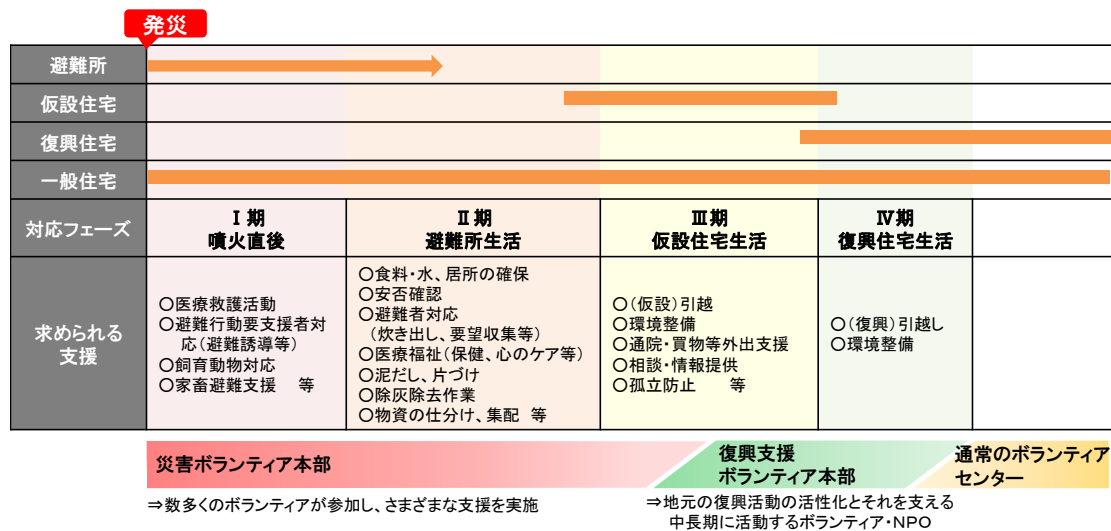 発災
避難所
仮設住宅
復興住宅
一般住宅
対応フェーズ
Ⅰ期
噴火直後
Ⅱ期
避難所生活
Ⅲ期
仮設住宅生活
Ⅳ期
復興住宅生活
求められる
支援
○医療救護活動
○避難行動要支援者対
応(避難誘導等)
○飼育動物対応
○家畜避難支援 等
○食料・水、居所の確保
○安否確認
○避難者対応
(炊き出し、要望収集等)
○医療福祉(保健、心のケア等)
○泥だし、片づけ
○除灰除去作業
○物資の仕分け、集配 等
○(仮設)引越
○環境整備
○通院・買物等外出支援
○相談・情報提供
○孤立防止 等
○(復興)引越し
○環境整備
災害ボランティア本部
復興支援
ボランティア本部
通常のボランティア
センター
⇒数多くのボランティアが参加し、さまざまな支援を実施
⇒地元の復興活動の活性化とそれを支える
中長期に活動するボランティア・NPO